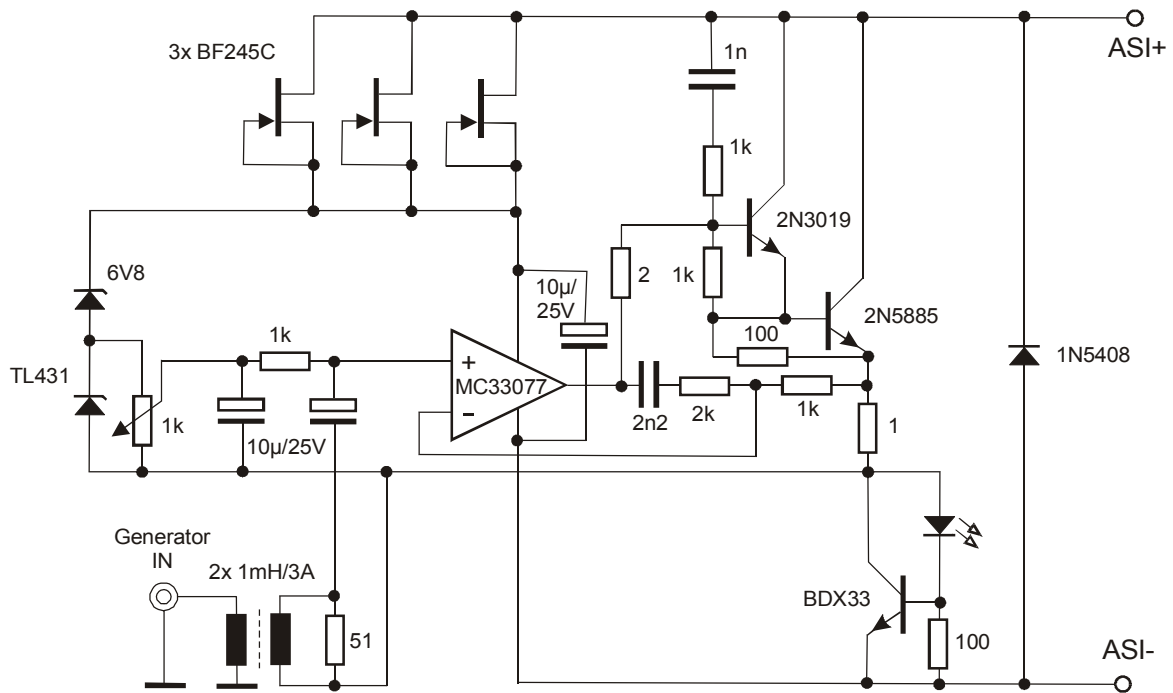 ASI+
3x BF245C
1n
1k
2N3019
6V8
2
1k
10µ/
25V
2N5885
1k
100
1N5408
TL431
+
MC33077
-
1k
10µ/25V
2n2
2k
1k
1
Generator
IN
2x 1mH/3A
BDX33
51
100
ASI-